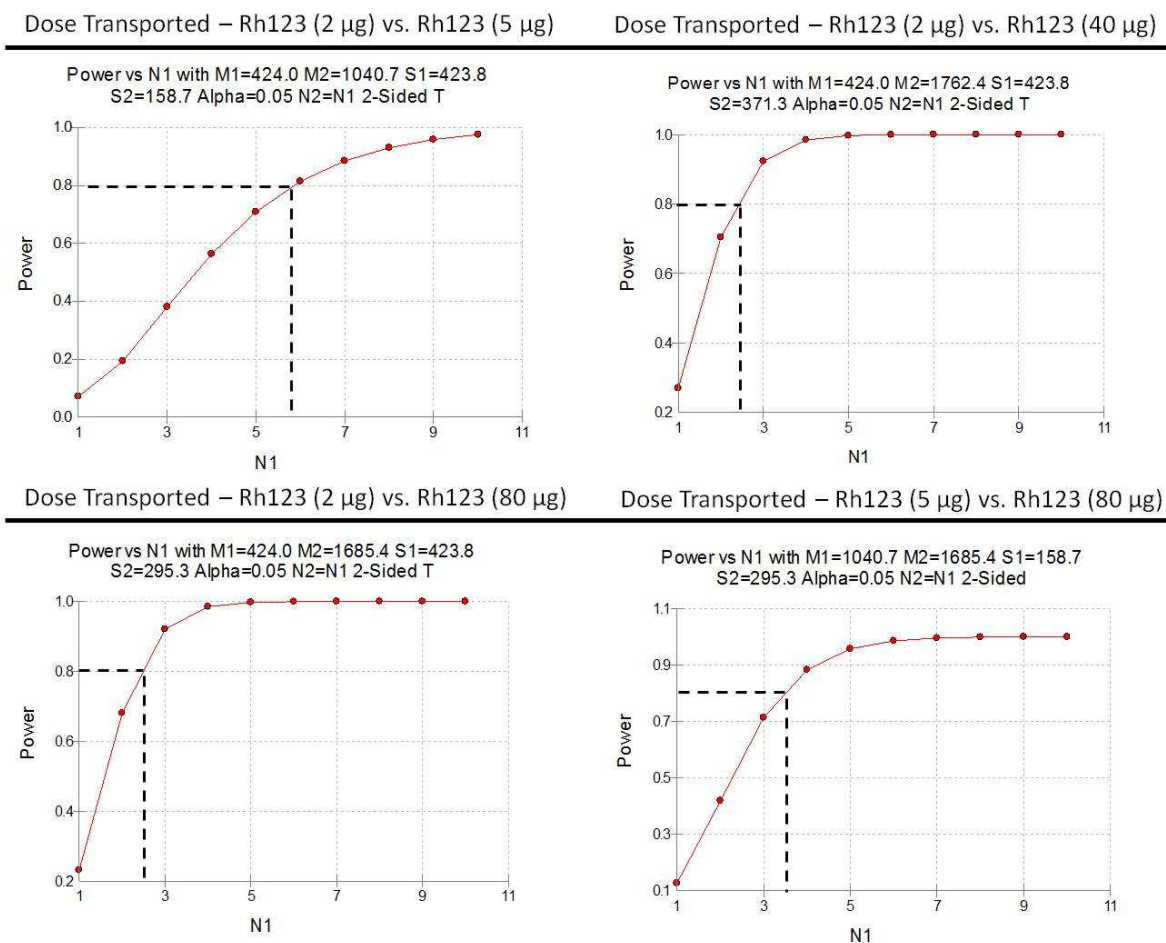 Dose Transported – Rh123 (2 µg) vs. Rh123 (5 µg)
Power vs N1 with M1=424.0 M2=1040.7 S1=423.8
S2=158.7 Alpha=0.05 N2=N1 2-Sided T
1.0
0.8
0.6
0.4
0.2
0.0
Power
1 3 5 7 9 11
N1
Dose Transported – Rh123 (2 µg) vs. Rh123 (40 µg)
Power vs N1 with M1=424.0 M2=1762.4 S1=423.8
S2=371.3 Alpha=0.05 N2=N1 2-Sided T
1.0
0.8
0.6
0.4
0.2
Power
1 3 5 7 9 11
N1
Dose Transported – Rh123 (2 µg) vs. Rh123 (80 µg)
Power vs N1 with M1=424.0 M2=1685.4 S1=423.8
S2=295.3 Alpha=0.05 N2=N1 2-Sided T
1.0
0.8
0.6
0.4
0.2
Power
1 3 5 7 9 11
N1
Dose Transported – Rh123 (5 µg) vs. Rh123 (80 µg)
Power vs N1 with M1=1040.7 M2=1685.4 S1=158.7
S2=295.3 Alpha=0.05 N2=N1 2-Sided
1.1
0.9
0.7
0.5
0.3
0.1
Power
1 3 5 7 9 11
N1